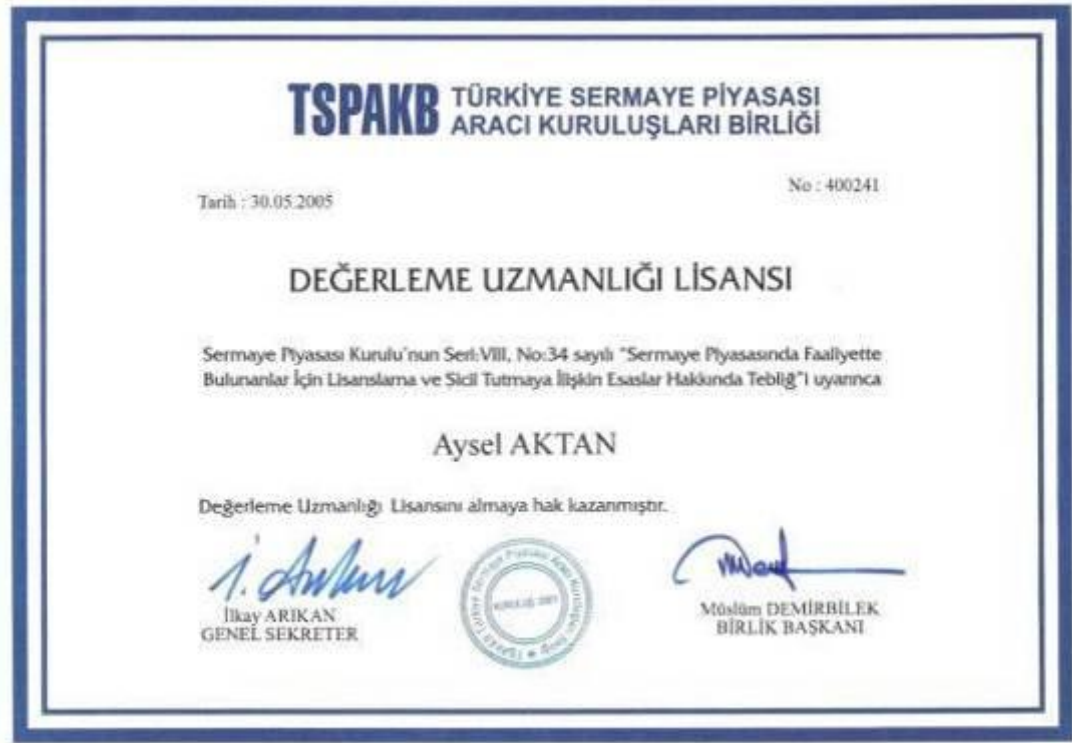 TSPAKB TÜRKİYE SERMAYE PİYASASI
ARACI KURULUŞLARI BİRLİĞİ
No : 400241
Tarih : 30.05.2005
DEĞERLEME UZMANLIĞI LİSANSI
Sermaye Piyasası Kurulu'nun Seri:VIII, No:34 sayılı "Sermaye Piyasasında Faaliyette
Bulunanlar İçin Lisanslama ve Sicil Tutmaya İlişkin Esaslar Hakkında Tebliğ"i uyarınca
Aysel AKTAN
Değerleme Uzmanlığı Lisansını almaya hak kazanmıştır.
İlkay ARIKAN
GENEL SEKRETER
Müslüm DEMİRBİLEK
BİRLİK BAŞKANI